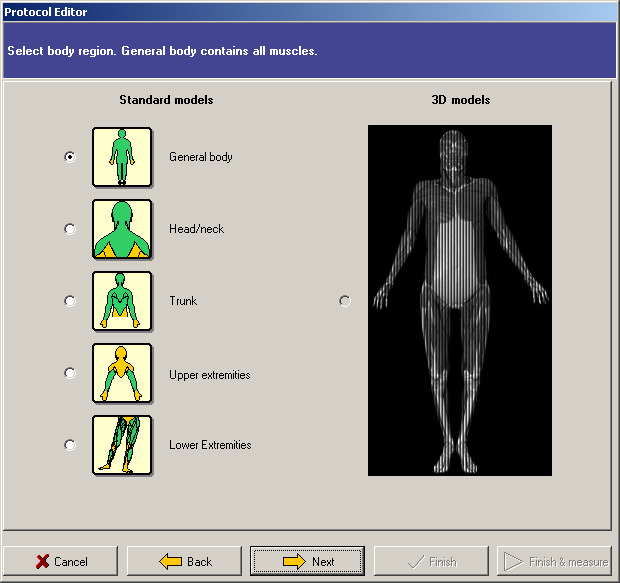 Protocol Editor
Select body region. General body contains all muscles.
Standard models
3D models
General body
Head/neck
Trunk
Upper extremities
Lower Extremities
Cancel
Back
Next
Finish
Finish & measure